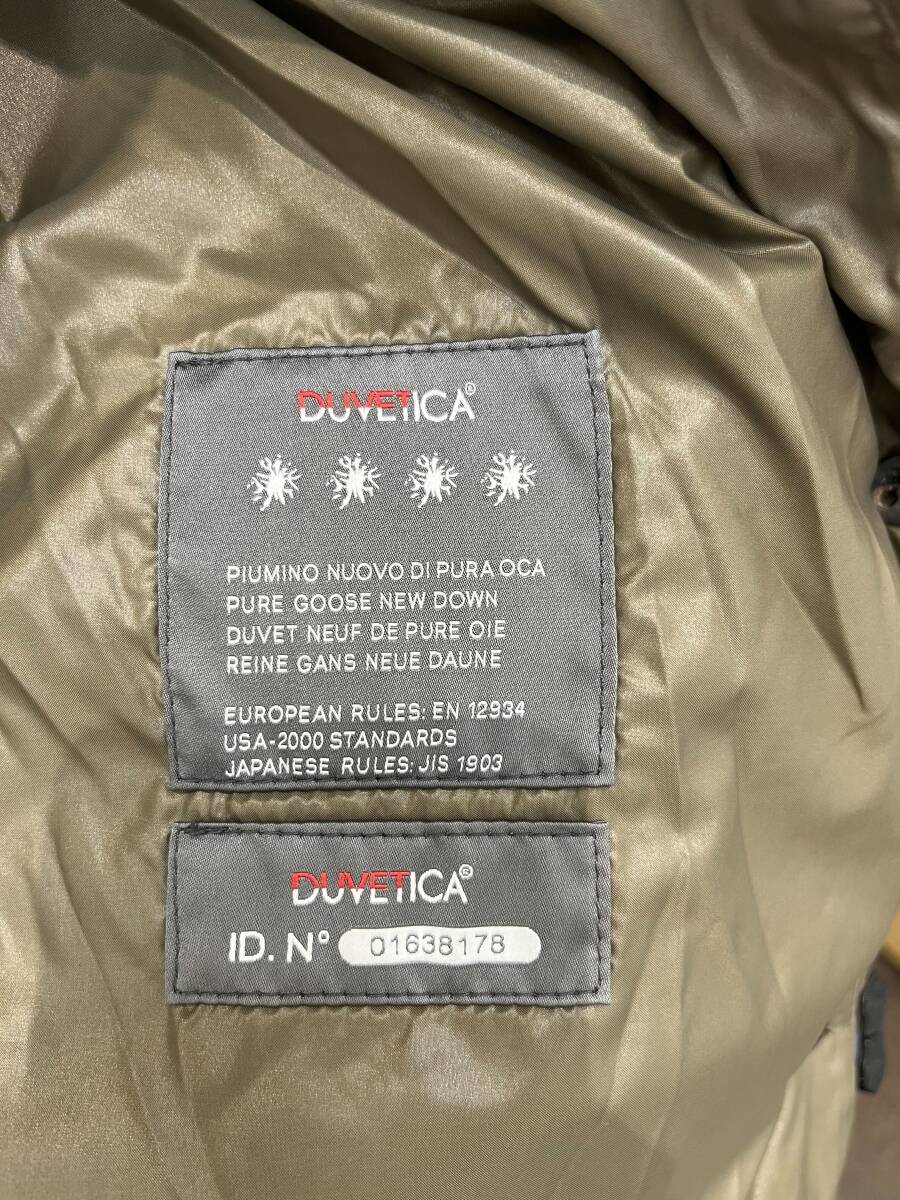 DUVETICA®
PIUMINO NUOVO DI PURA OCA
PURE GOOSE NEW DOWN
DUVET NEUF DE PURE OIE
REINE GANS NEUE DAUNE
EUROPEAN RULES: EN 12934
USA-2000 STANDARDS
JAPANESE RULES: JIS 1903
DUVETICA®
ID. N° 01638178